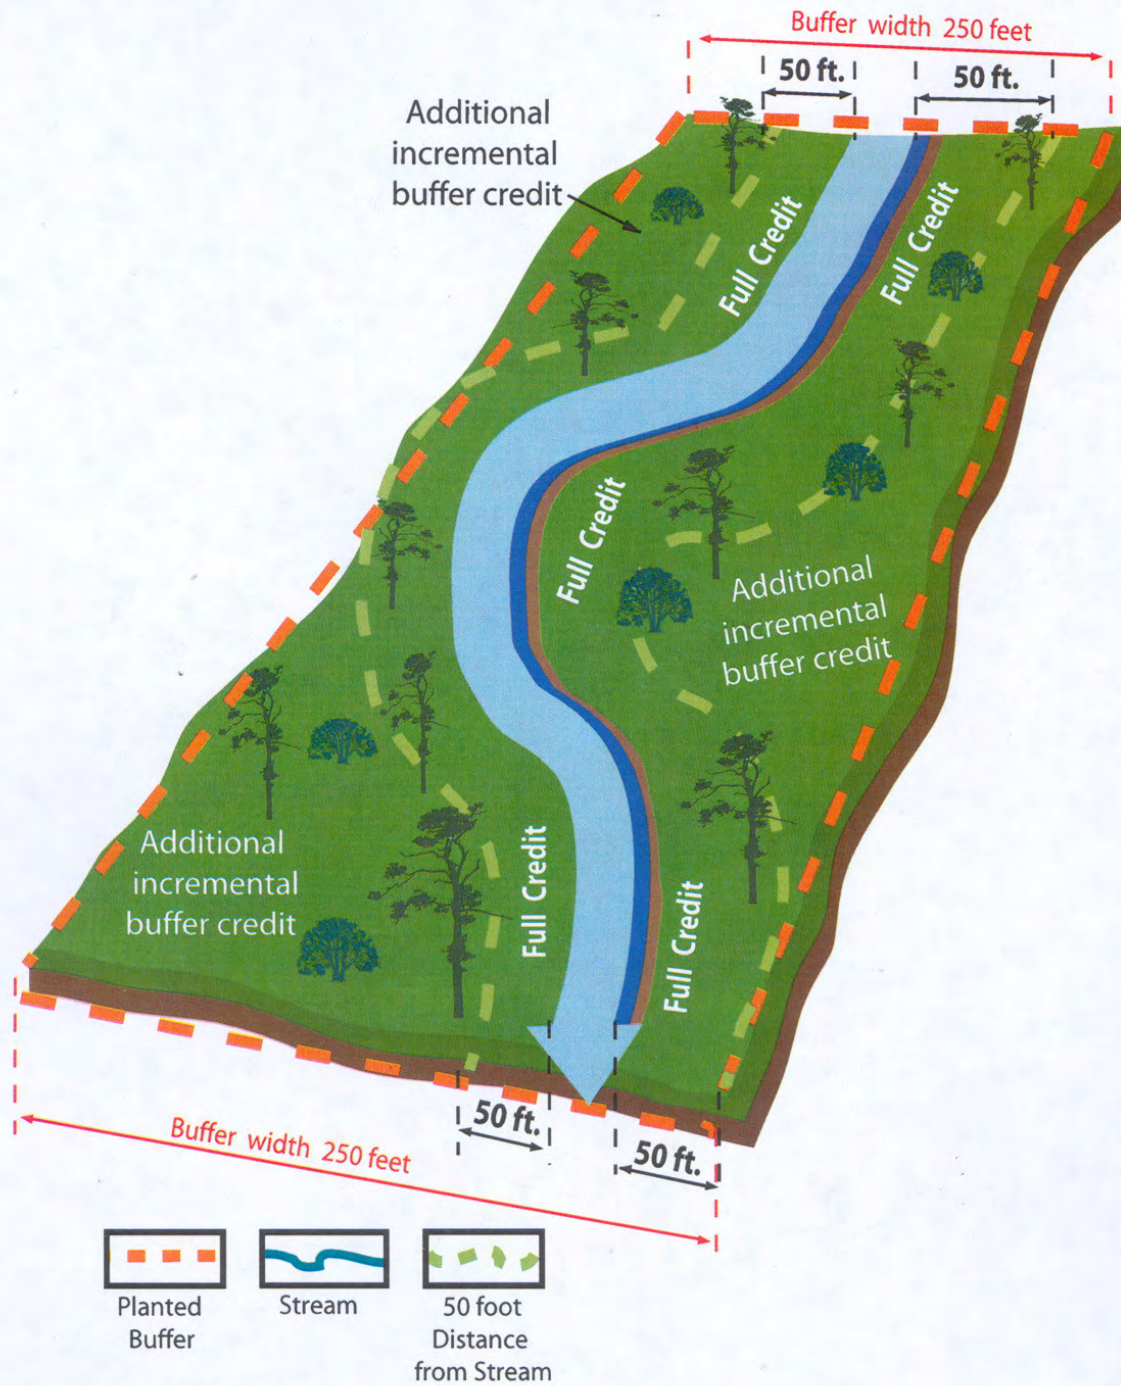 Buffer width 250 feet
50 ft.
50 ft.
Additional
incremental
buffer credit
Full Credit
Full Credit
Full Credit
Additional
incremental
buffer credit
Additional
incremental
buffer credit
Full Credit
Full Credit
50 ft.
50 ft.
Buffer width 250 feet
Planted
Buffer
Stream
50 foot
Distance
from Stream